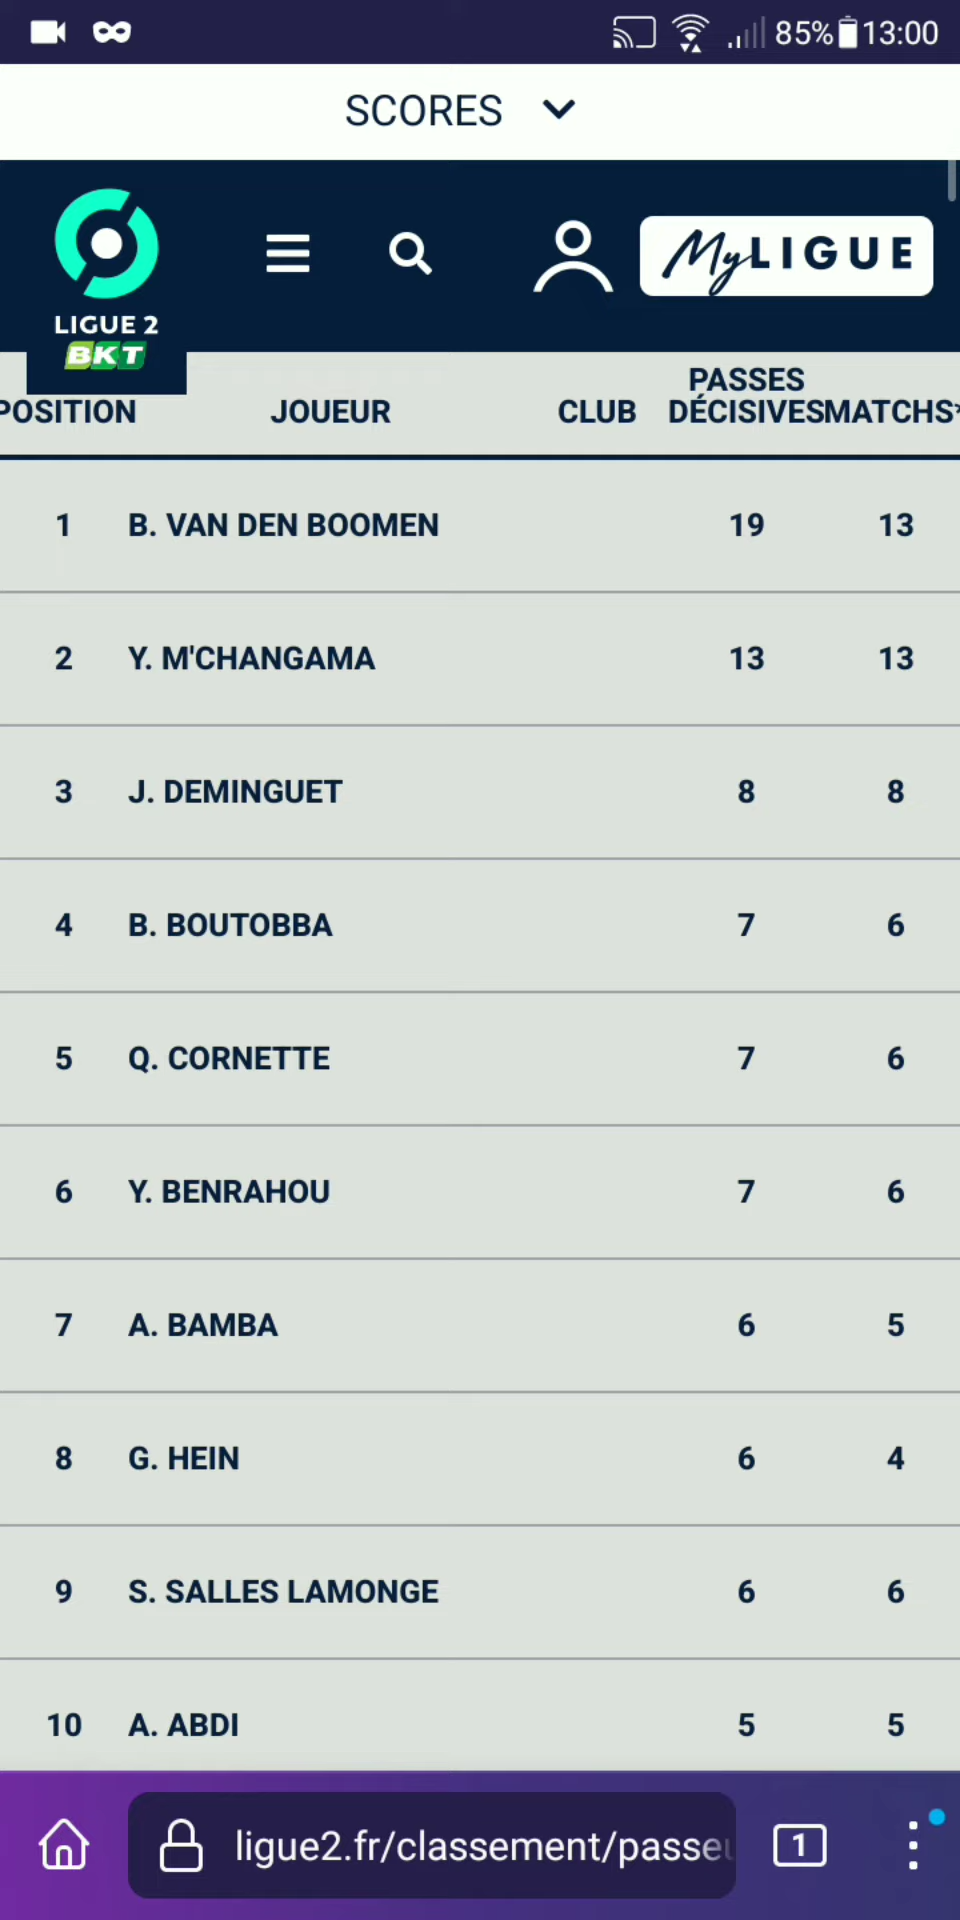 85% 13:00
SCORES
MyLIGUE
LIGUE 2
BKT
POSITION JOUEUR CLUB PASSES DÉCISIVES MATCHS*
1 B. VAN DEN BOOMEN 19 13
2 Y. M'CHANGAMA 13 13
3 J. DEMINGUET 8 8
4 B. BOUTOBBA 7 6
5 Q. CORNETTE 7 6
6 Y. BENRAHOU 7 6
7 A. BAMBA 6 5
8 G. HEIN 6 4
9 S. SALLES LAMONGE 6 6
10 A. ABDI 5 5
ligue2.fr/classement/passeu 1